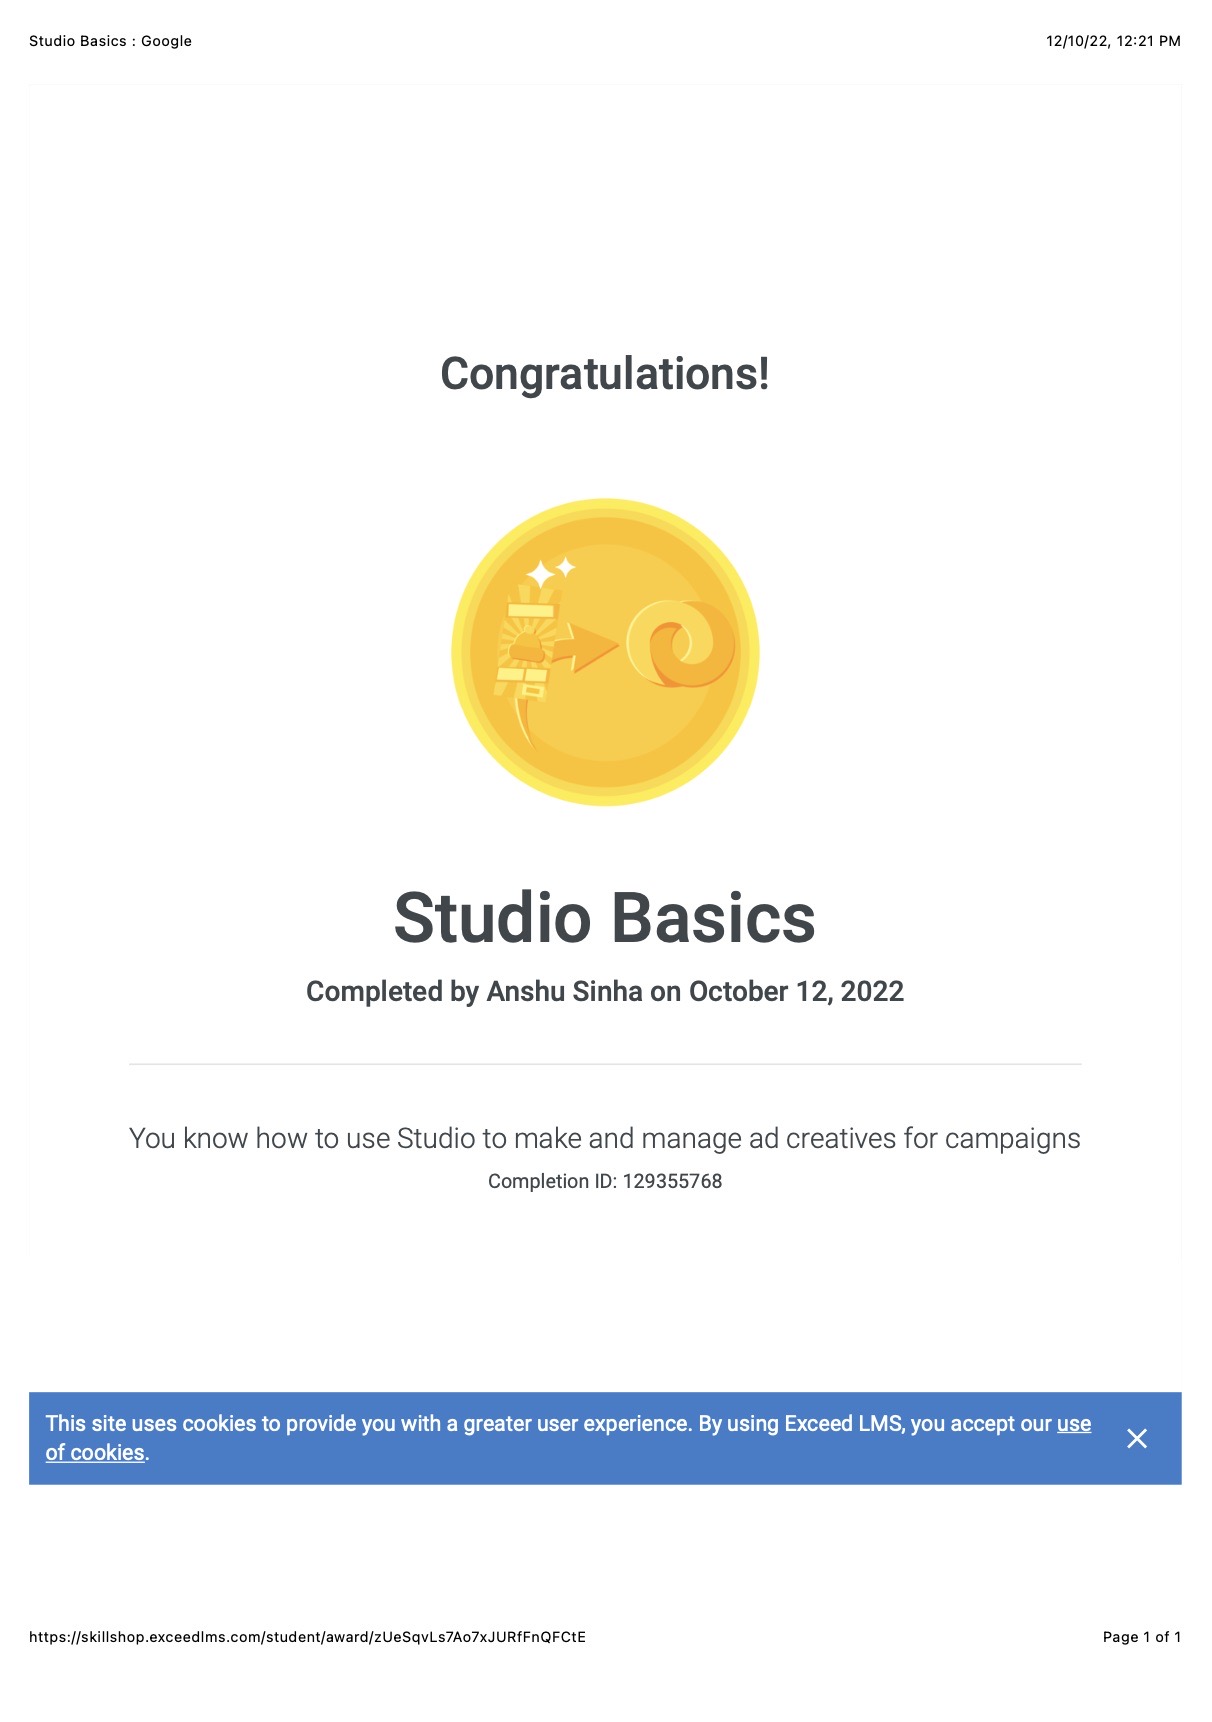 Studio Basics : Google
12/10/22, 12:21 PM
Congratulations!
Studio Basics
Completed by Anshu Sinha on October 12, 2022
You know how to use Studio to make and manage ad creatives for campaigns
Completion ID: 129355768
This site uses cookies to provide you with a greater user experience. By using Exceed LMS, you accept our use
of cookies.
https://skillshop.exceedlms.com/student/award/zUeSqvLs7Ao7xJURfFnQFCtE
Page 1 of 1